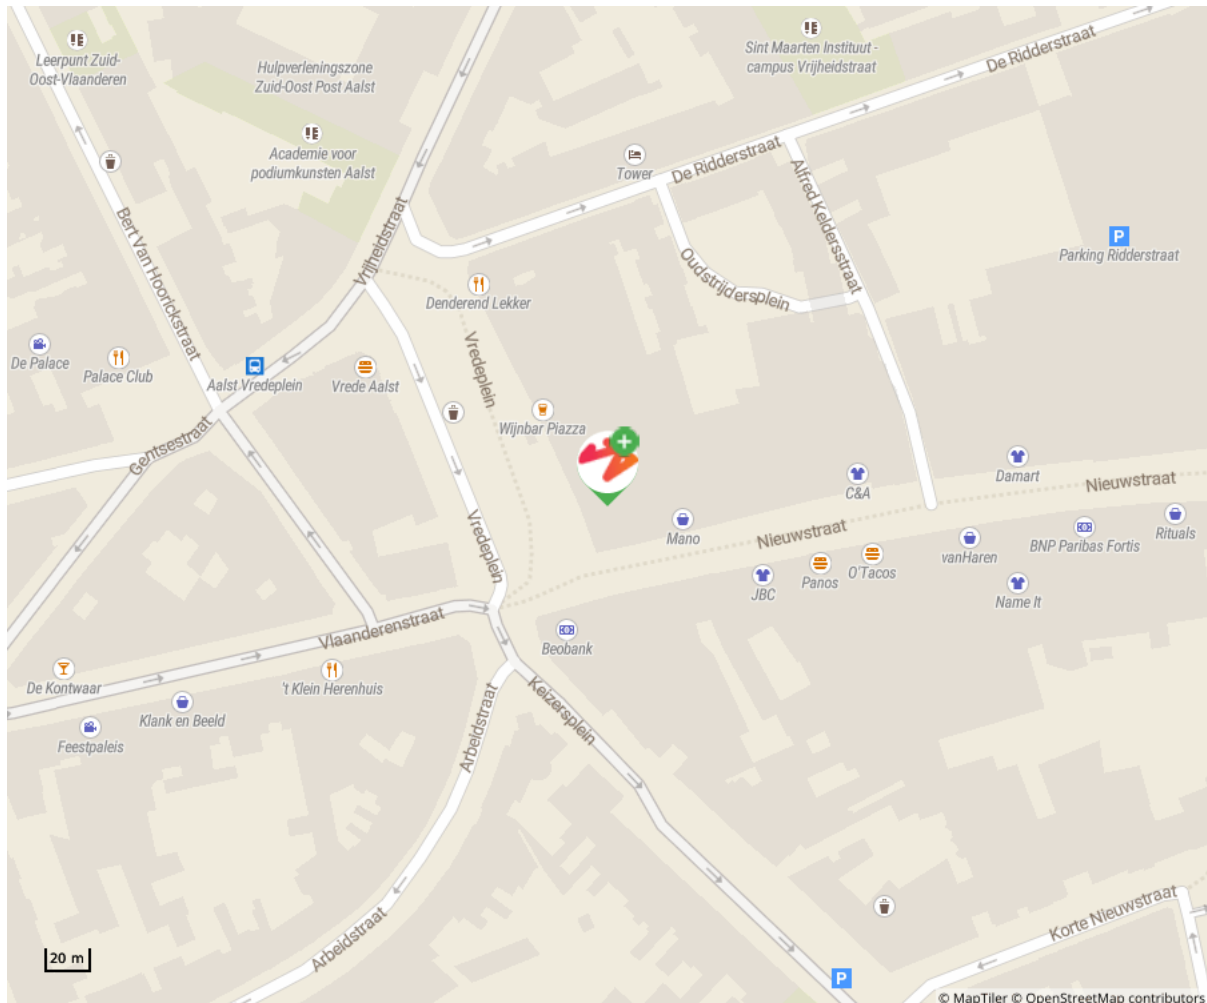 Leerpunt Zuid-
Oost-Vlaanderen
Hulpverleningszone
Zuid-Oost Post Aalst
Sint Maarten Instituut -
campus Vrijheidstraat
De Ridderstraat
Academie voor
podiumkunsten Aalst
Tower
De Ridderstraat
Alfred Keldersstraat
Bert Van Hoorickstraat
Vrijheidstraat
P
Parking Ridderstraat
Oudstrijdersplein
Denderend Lekker
Vredeplein
De Palace
Palace Club
Aalst Vredeplein
Vrede Aalst
Wijnbar Piazza
Gentsestraat
C&A
Damart
Nieuwstraat
Vredeplein
Mano
Nieuwstraat
Rituals
BNP Paribas Fortis
vanHaren
O'Tacos
Panos
JBC
Name It
Vlaanderenstraat
Beobank
De Kontwaar
't Klein Herenhuis
Klank en Beeld
Feestpaleis
Arbeidstraat
Keizersplein
Arbeidstraat
Korte Nieuwstraat
20 m
P
© MapTiler © OpenStreetMap contributors